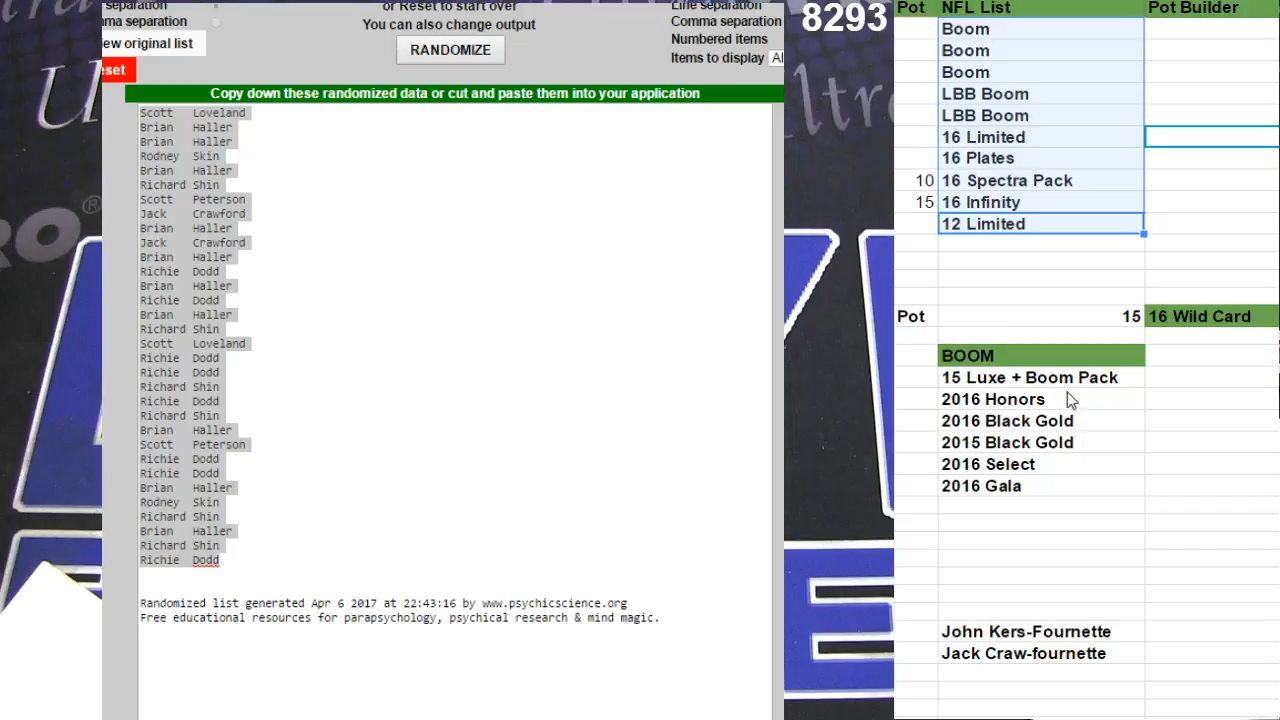 separation
mma separation
ew original list
eset
or Reset to start over
You can also change output
RANDOMIZE
Line separation
Comma separation
Numbered items
Items to display
Copy down these randomized data or cut and paste them into your application
Scott Loveland
Brian Haller
Brian Haller
Rodney Skin
Brian Haller
Richard Shin
Scott Peterson
Jack Crawford
Brian Haller
Jack Crawford
Brian Haller
Richie Dodd
Brian Haller
Richie Dodd
Brian Haller
Richard Shin
Scott Loveland
Richie Dodd
Richie Dodd
Richard Shin
Richie Dodd
Richard Shin
Brian Haller
Scott Peterson
Richie Dodd
Richie Dodd
Brian Haller
Rodney Skin
Richard Shin
Brian Haller
Richard Shin
Richie Dodd
Randomized list generated Apr 6 2017 at 22:43:16 by www.psychicscience.org
Free educational resources for parapsychology, psychical research & mind magic.
8293
Pot NFL List Pot Builder
Boom
Boom
Boom
LBB Boom
LBB Boom
16 Limited
16 Plates
10 16 Spectra Pack
15 16 Infinity
12 Limited
Pot 15 16 Wild Card
BOOM
15 Luxe + Boom Pack
2016 Honors
2016 Black Gold
2015 Black Gold
2016 Select
2016 Gala
John Kers-Fournette
Jack Craw-fournette